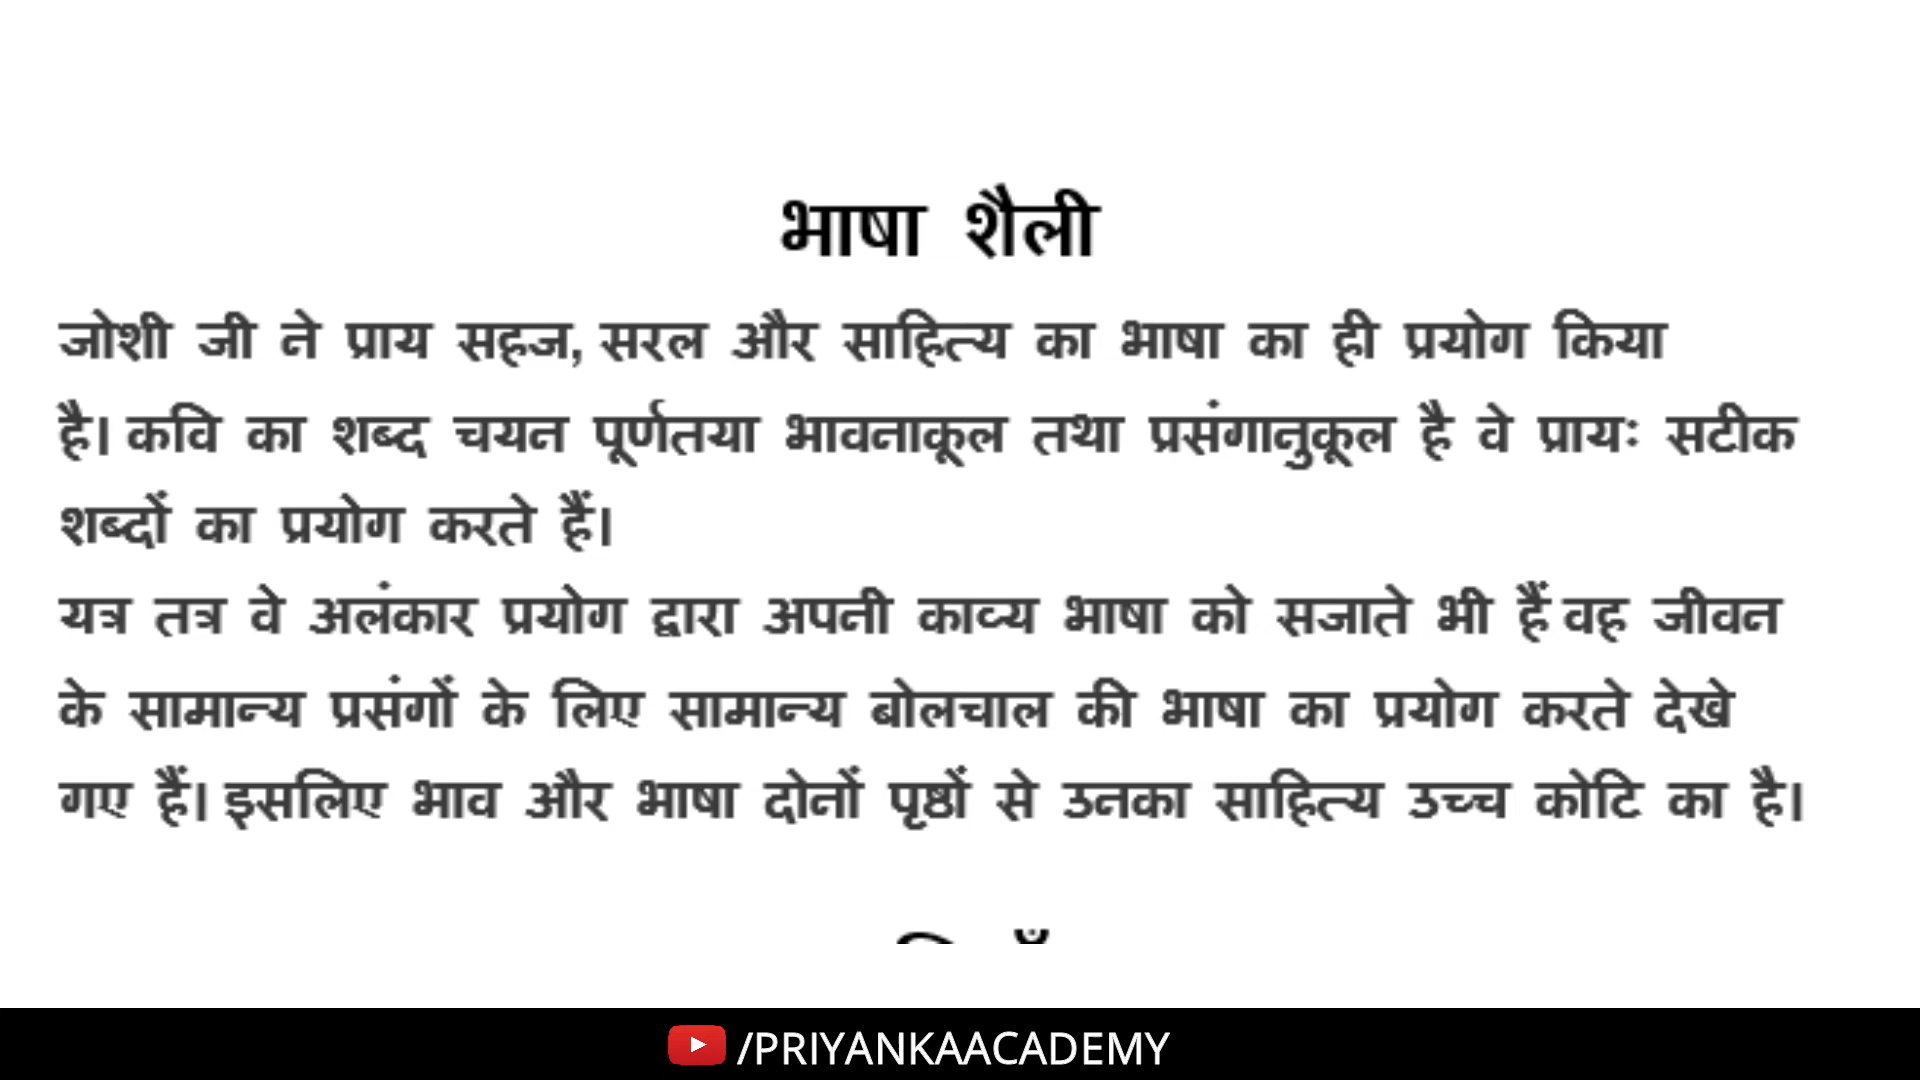 भाषा शैली
जोशी जी ने प्राय सहज, सरल और साहित्य का भाषा का ही प्रयोग किया
है। कवि का शब्द चयन पूर्णतया भावनाकूल तथा प्रसंगानुकूल है वे प्रायः सटीक
शब्दों का प्रयोग करते हैं।
यत्र तत्र वे अलंकार प्रयोग द्वारा अपनी काव्य भाषा को सजाते भी हैं वह जीवन
के सामान्य प्रसंगों के लिए सामान्य बोलचाल की भाषा का प्रयोग करते देखे
गए हैं। इसलिए भाव और भाषा दोनों पृष्ठों से उनका साहित्य उच्च कोटि का है।
/PRIYANKAACADEMY